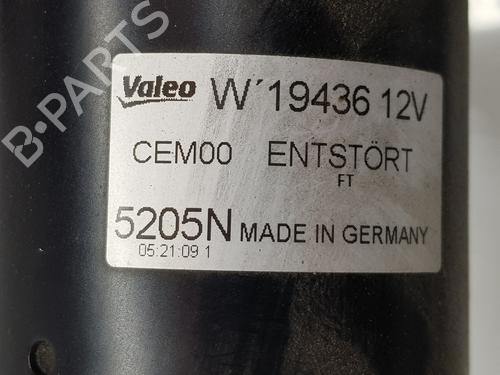 B-PARTS
Valeo W´19436 12V
CEM00 ENTSTÖRT
FT
5205N MADE IN GERMANY
05:21:09 1